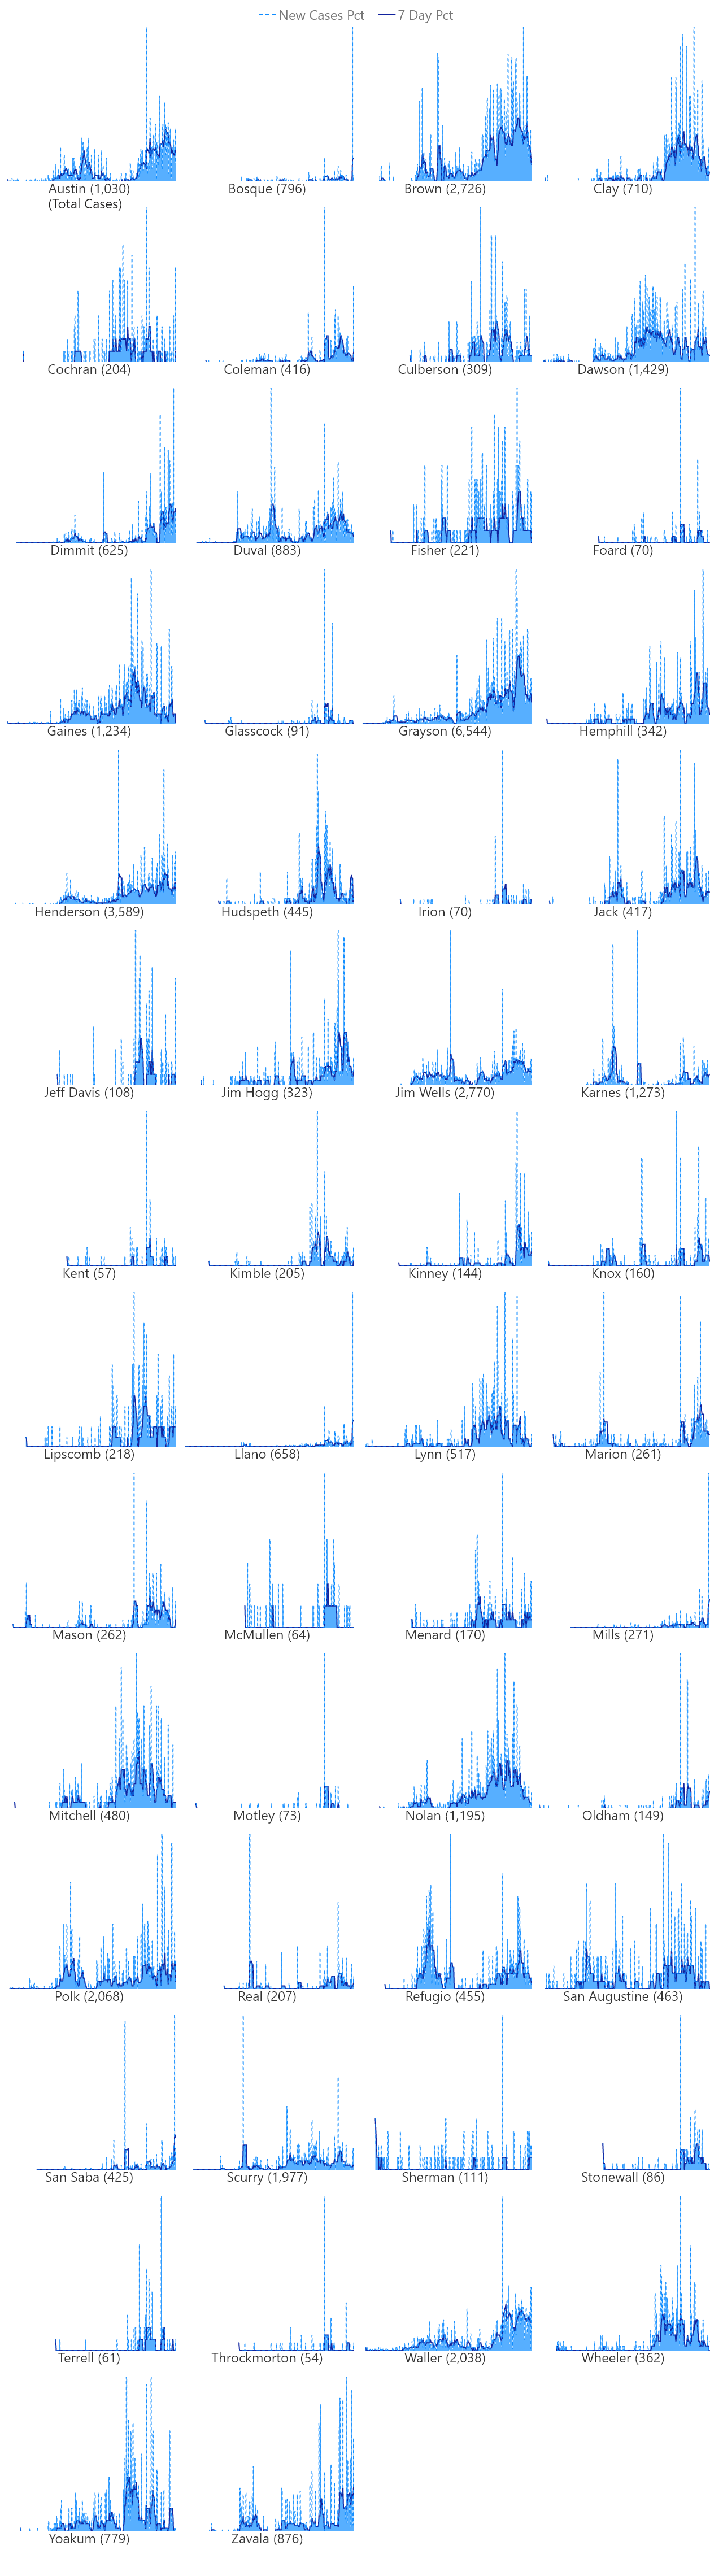 New Cases Pct 7 Day Pct
Austin (1,030) Bosque (796) Brown (2,726) Clay (710)
(Total Cases)
Cochran (204) Coleman (416) Culberson (309) Dawson (1,429)
Dimmit (625) Duval (883) Fisher (221) Foard (70)
Gaines (1,234) Glasscock (91) Grayson (6,544) Hemphill (342)
Henderson (3,589) Hudspeth (445) Irion (70) Jack (417)
Jeff Davis (108) Jim Hogg (323) Jim Wells (2,770) Karnes (1,273)
Kent (57) Kimble (205) Kinney (144) Knox (160)
Lipscomb (218) Llano (658) Lynn (517) Marion (261)
Mason (262) McMullen (64) Menard (170) Mills (271)
Mitchell (480) Motley (73) Nolan (1,195) Oldham (149)
Polk (2,068) Real (207) Refugio (455) San Augustine (463)
San Saba (425) Scurry (1,977) Sherman (111) Stonewall (86)
Terrell (61) Throckmorton (54) Waller (2,038) Wheeler (362)
Yoakum (779) Zavala (876)